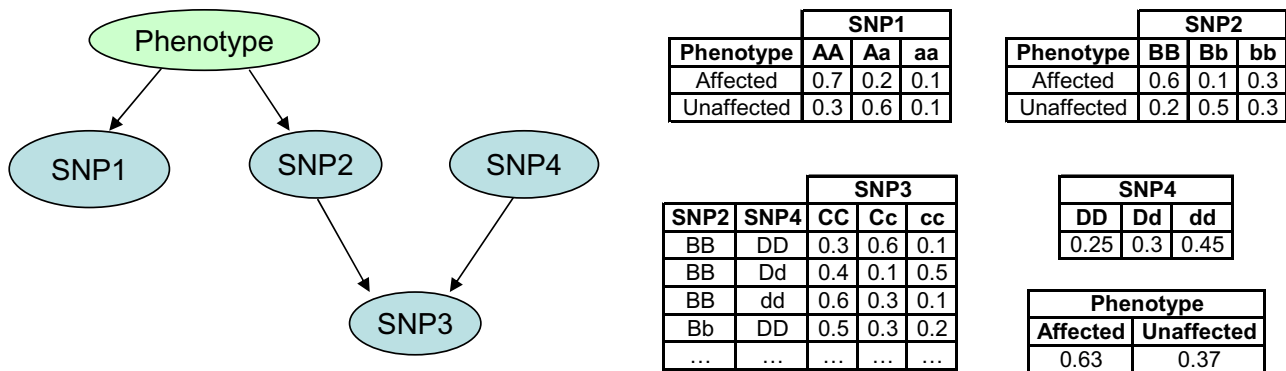 Phenotype
SNP1
SNP2
SNP4
SNP3
SNP1
Phenotype AA Aa aa
Affected 0.7 0.2 0.1
Unaffected 0.3 0.6 0.1
SNP2
Phenotype BB Bb bb
Affected 0.6 0.1 0.3
Unaffected 0.2 0.5 0.3
SNP3
SNP2 SNP4 CC Cc cc
BB DD 0.3 0.6 0.1
BB Dd 0.4 0.1 0.5
BB dd 0.6 0.3 0.1
Bb DD 0.5 0.3 0.2
… … … … …
SNP4
DD Dd dd
0.25 0.3 0.45
Phenotype
Affected Unaffected
0.63 0.37